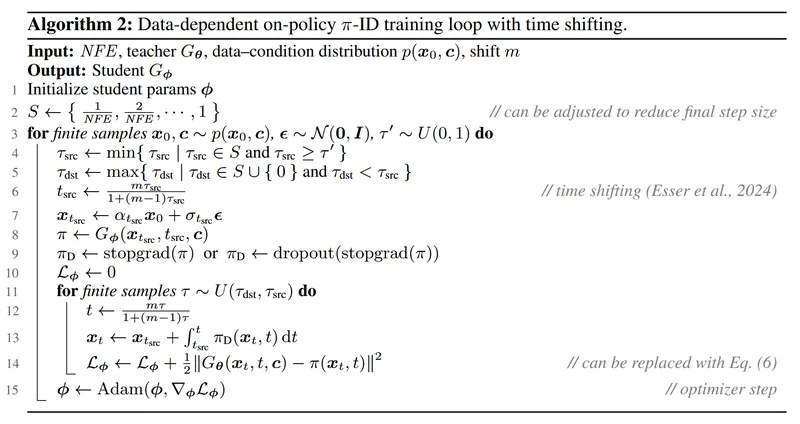 Algorithm 2: Data-dependent on-policy π-ID training loop with time shifting.
Input: NFE, teacher G_θ, data–condition distribution p(x_0, c), shift m
Output: Student G_ϕ
1 Initialize student params ϕ
2 S ← { 1/NFE, 2/NFE, ⋯, 1 } // can be adjusted to reduce final step size
3 for finite samples x_0, c ∼ p(x_0, c), ϵ ∼ N(0, I), τ′ ∼ U(0, 1) do
4 τ_src ← min{ τ_src | τ_src ∈ S and τ_src ≥ τ′ }
5 τ_dst ← max{ τ_dst | τ_dst ∈ S ∪ { 0 } and τ_dst < τ_src }
6 t_src ← mτ_src/(1+(m−1)τ_src) // time shifting (Esser et al., 2024)
7 x_{t_src} ← α_{t_src} x_0 + σ_{t_src} ϵ
8 π ← G_ϕ(x_{t_src}, t_src, c)
9 π_D ← stopgrad(π) or π_D ← dropout(stopgrad(π))
10 L_ϕ ← 0
11 for finite samples τ ∼ U(τ_dst, τ_src) do
12 t ← mτ/(1+(m−1)τ)
13 x_t ← x_{t_src} + ∫_{t_src}^{t} π_D(x_t, t) dt
14 L_ϕ ← L_ϕ + 1/2 ‖G_θ(x_t, t, c) − π(x_t, t)‖² // can be replaced with Eq. (6)
15 ϕ ← Adam(ϕ, ∇_ϕ L_ϕ) // optimizer step